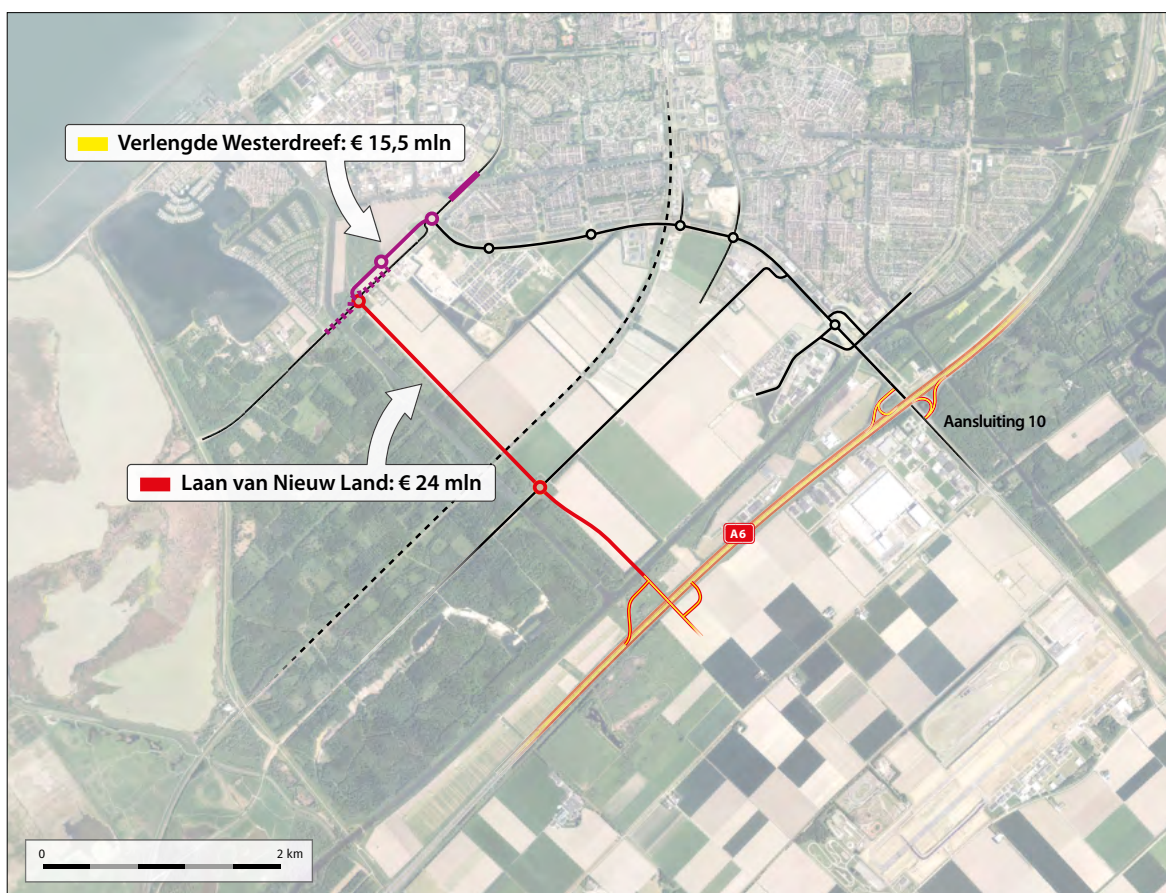 Verlengde Westerdreef: € 15,5 mln
Aansluiting 10
Laan van Nieuw Land: € 24 mln
A6
0 2 km